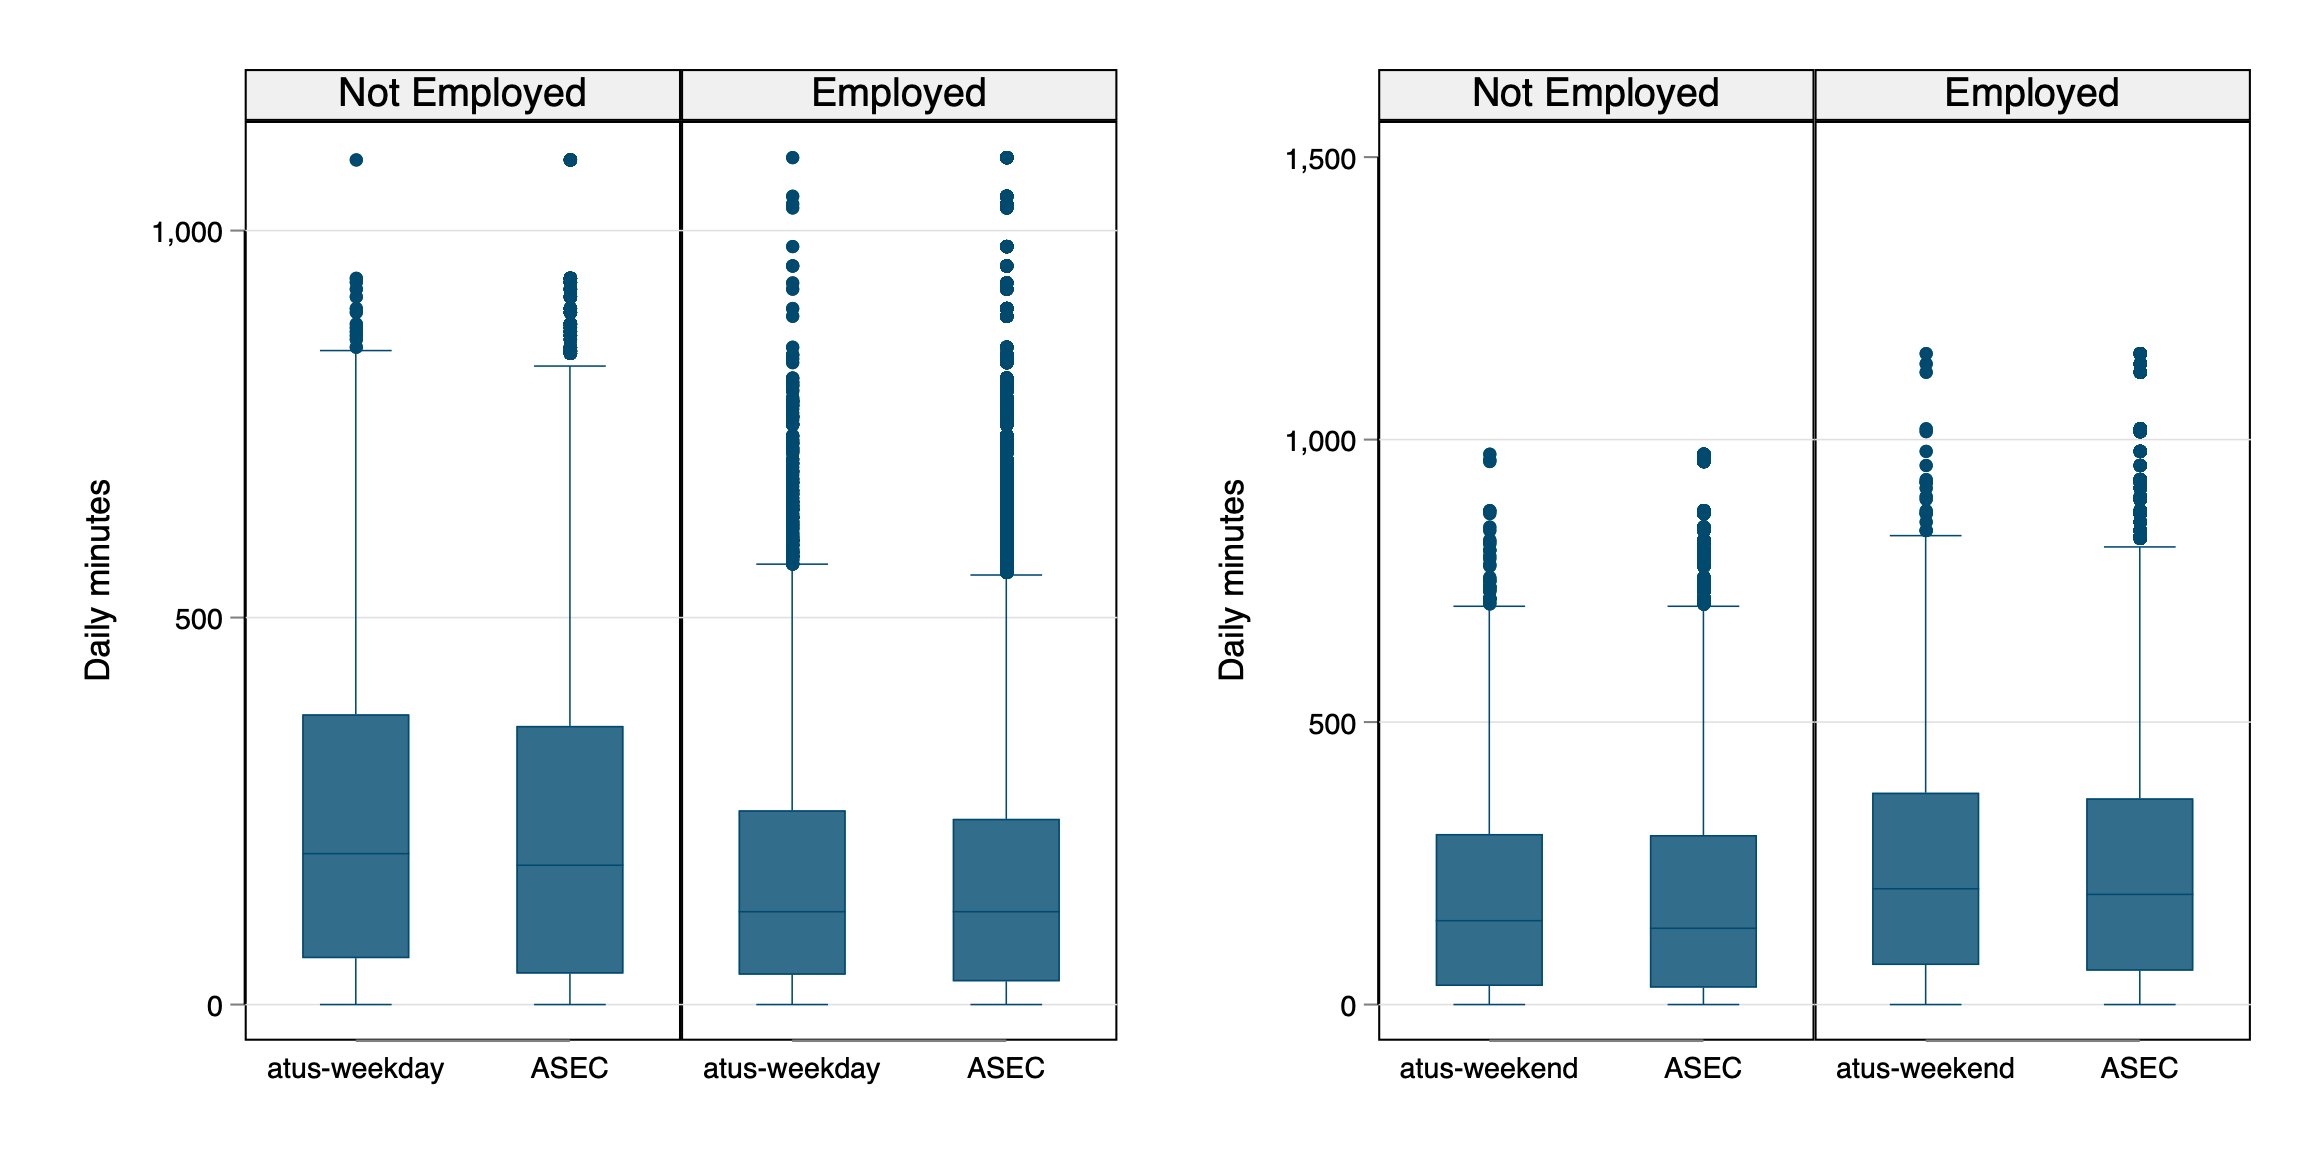 Not Employed Employed
1,000
500
0
Daily minutes
atus-weekday ASEC atus-weekday ASEC
Not Employed Employed
1,500
1,000
500
0
Daily minutes
atus-weekend ASEC atus-weekend ASEC